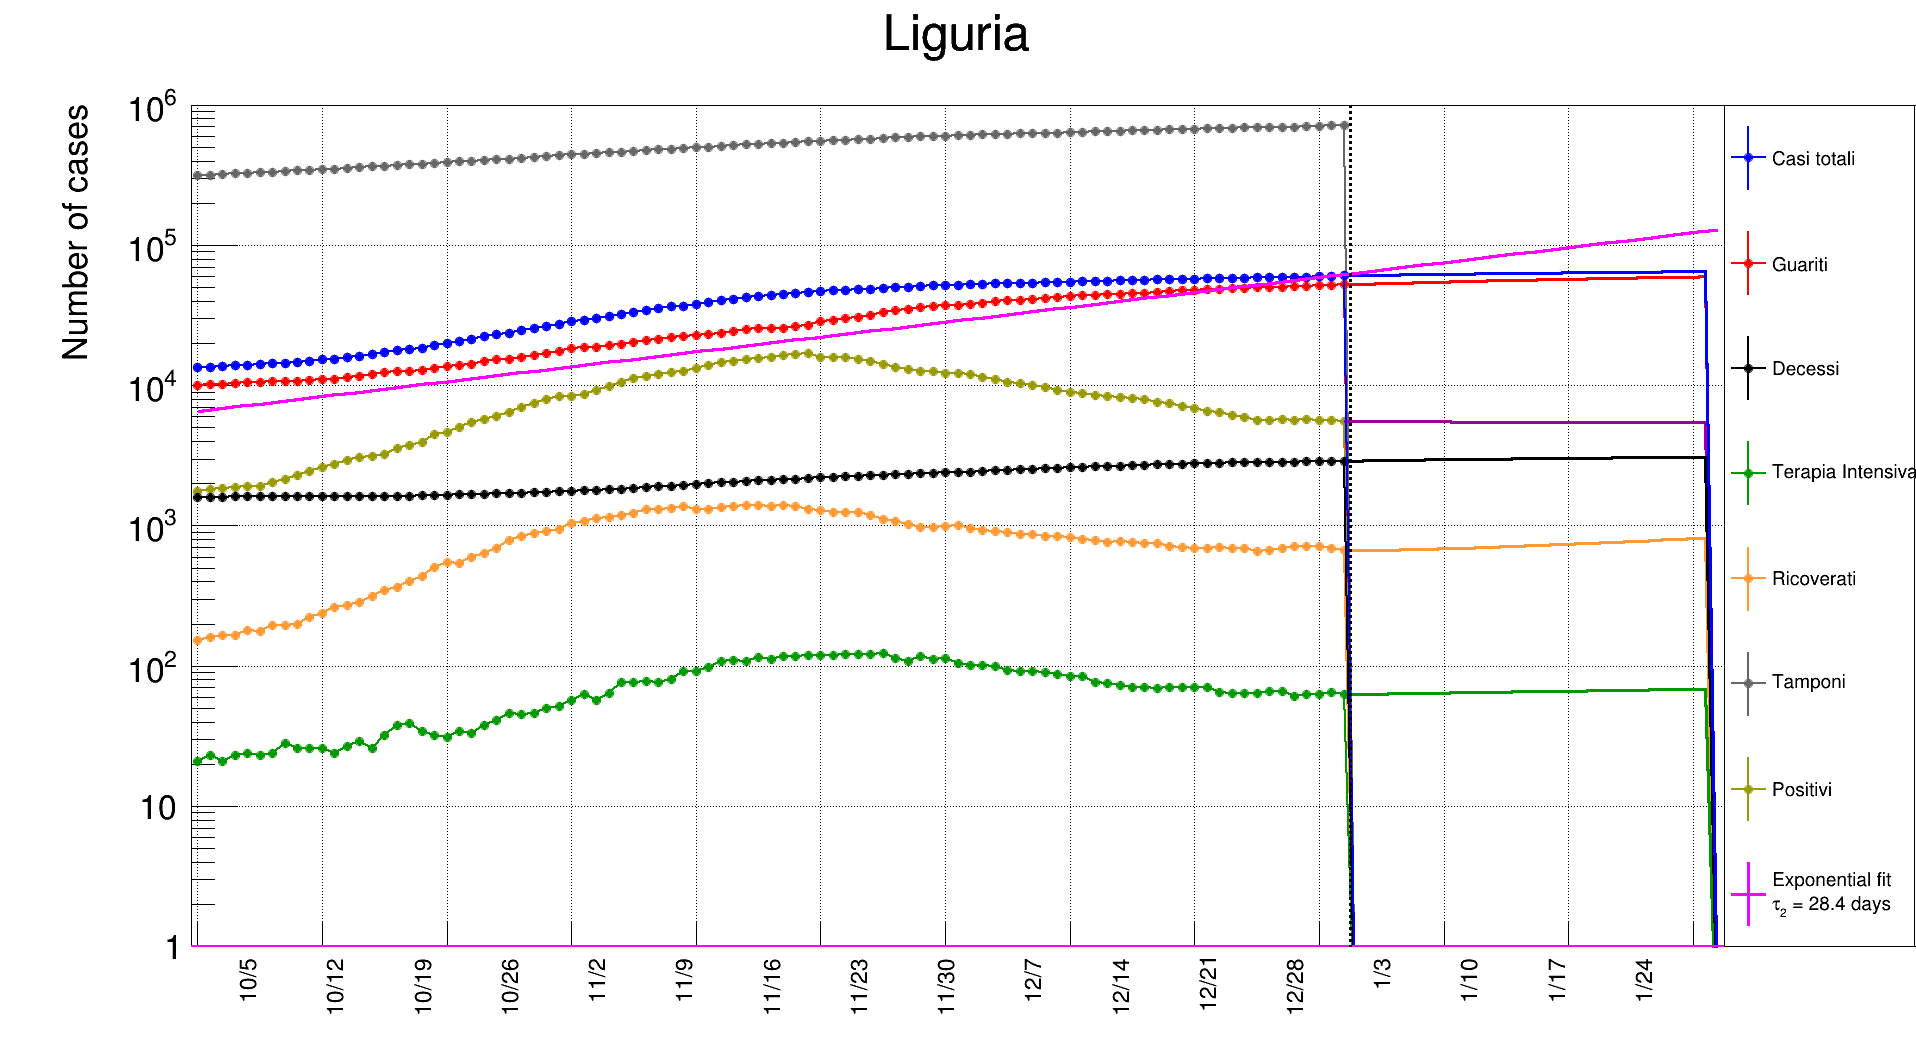 Liguria
Number of cases
10^6
10^5
10^4
10^3
10^2
10
1
10/5 10/12 10/19 10/26 11/2 11/9 11/16 11/23 11/30 12/7 12/14 12/21 12/28 1/3 1/10 1/17 1/24
Casi totali
Guariti
Decessi
Terapia Intensiva
Ricoverati
Tamponi
Positivi
Exponential fit
τ₂ = 28.4 days